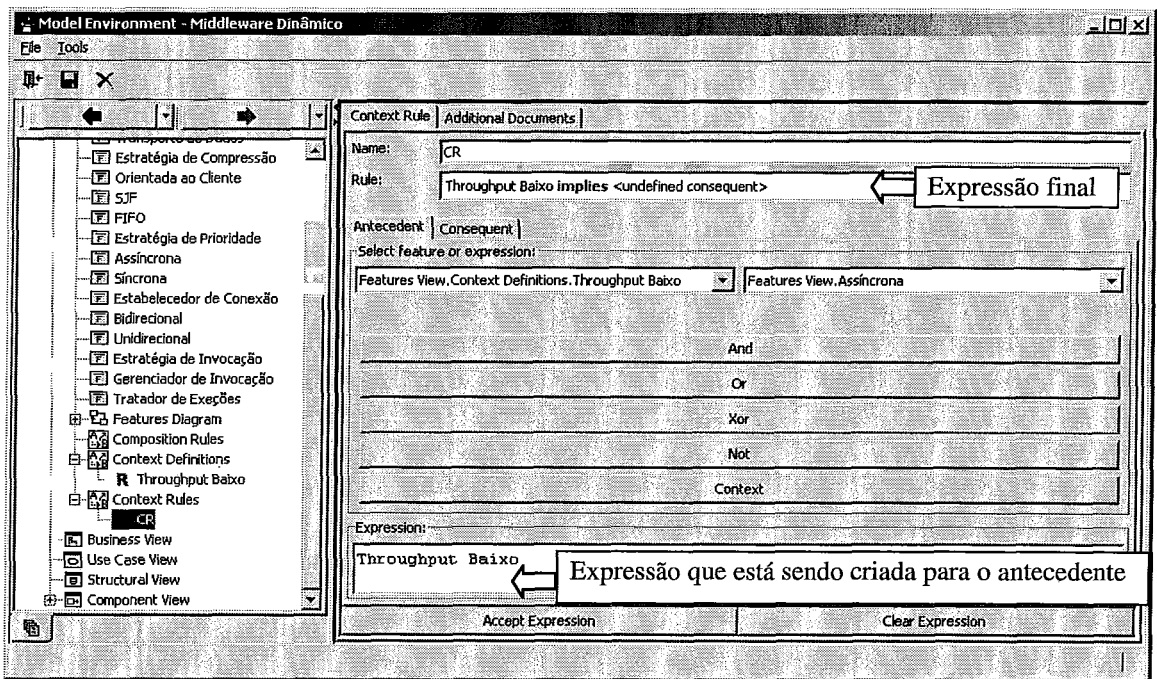 Model Environment - Middleware Dinâmico
File Tools
Context Rule Additional Documents
Name: CR
Rule: Throughput Baixo implies <undefined consequent>
Expressão final
Antecedent Consequent
Select feature or expression:
Features View.Context Definitions.Throughput Baixo
Features View.Assíncrona
And
Or
Xor
Not
Context
Expression:
Throughput Baixo
Expressão que está sendo criada para o antecedente
Accept Expression Clear Expression
Transporte de Dados
Estratégia de Compressão
Orientada ao Cliente
SJF
FIFO
Estratégia de Prioridade
Assíncrona
Síncrona
Estabelecedor de Conexão
Bidirecional
Unidirecional
Estratégia de Invocação
Gerenciador de Invocação
Tratador de Exeções
Features Diagram
Composition Rules
Context Definitions
R Throughput Baixo
Context Rules
CR
Business View
Use Case View
Structural View
Component View